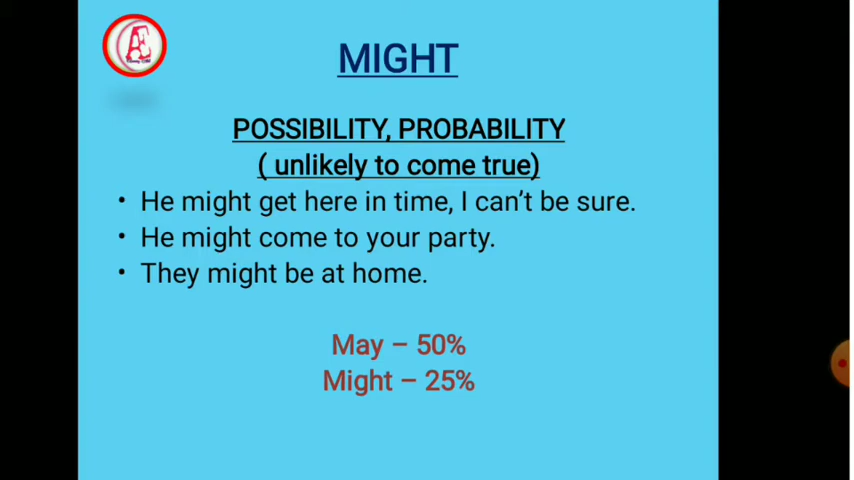 MIGHT
POSSIBILITY, PROBABILITY
( unlikely to come true)
• He might get here in time, I can't be sure.
• He might come to your party.
• They might be at home.
May – 50%
Might – 25%